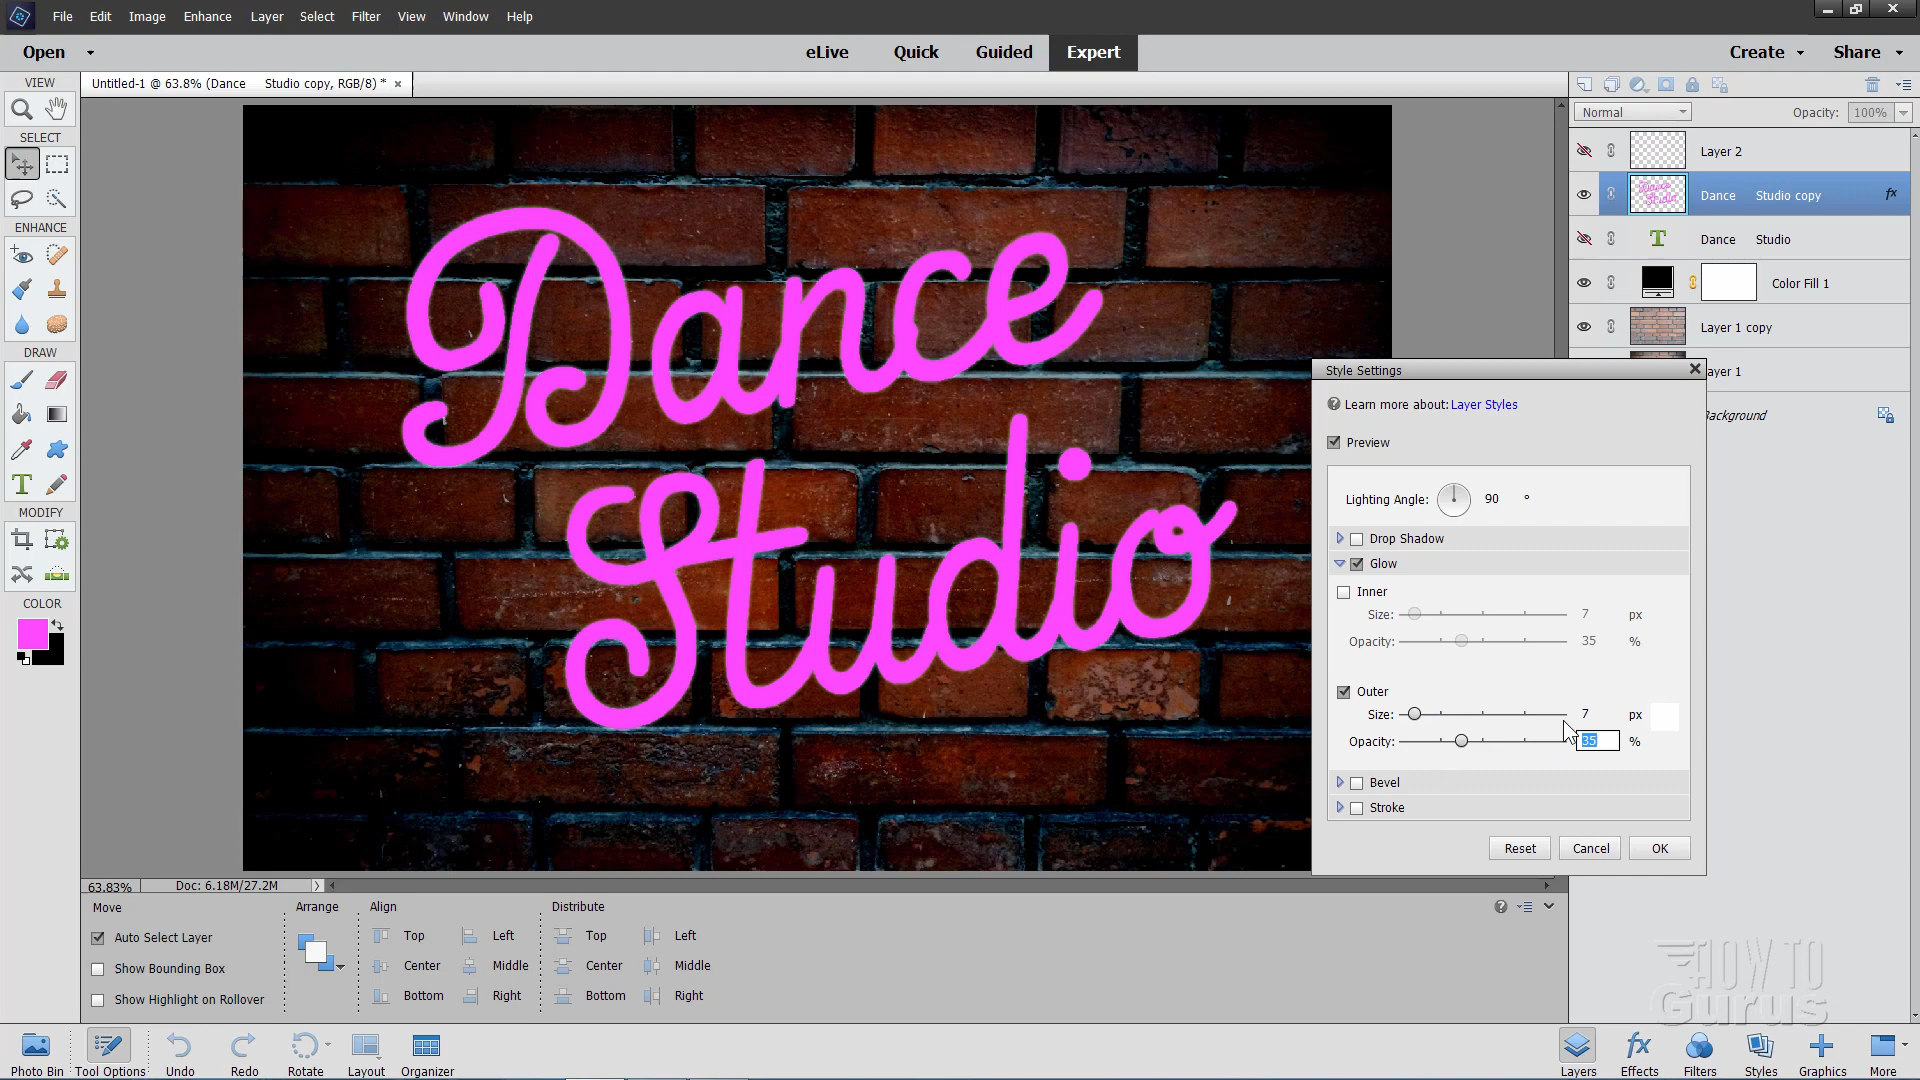 File Edit Image Enhance Layer Select Filter View Window Help
Open eLive Quick Guided Expert Create Share
VIEW
Untitled-1 @ 63.8% (Dance Studio copy, RGB/8) * ×
Normal Opacity: 100%
SELECT
Layer 2
Dance Studio copy fx
T Dance Studio
Color Fill 1
Layer 1 copy
ayer 1
ackground
ENHANCE
DRAW
T
MODIFY
COLOR
Dance
Studio
Style Settings
Learn more about: Layer Styles
Preview
Lighting Angle: 90 °
Drop Shadow
Glow
Inner
Size: 7 px
Opacity: 35 %
Outer
Size: 7 px
Opacity: 35 %
Bevel
Stroke
Reset Cancel OK
63.83% Doc: 6.18M/27.2M
Move Arrange Align Distribute
Auto Select Layer Top Left Top Left
Show Bounding Box Center Middle Center Middle
Show Highlight on Rollover Bottom Right Bottom Right
HOW TO
Gurus
Photo Bin Tool Options Undo Redo Rotate Layout Organizer Layers fx Effects Filters Styles Graphics More